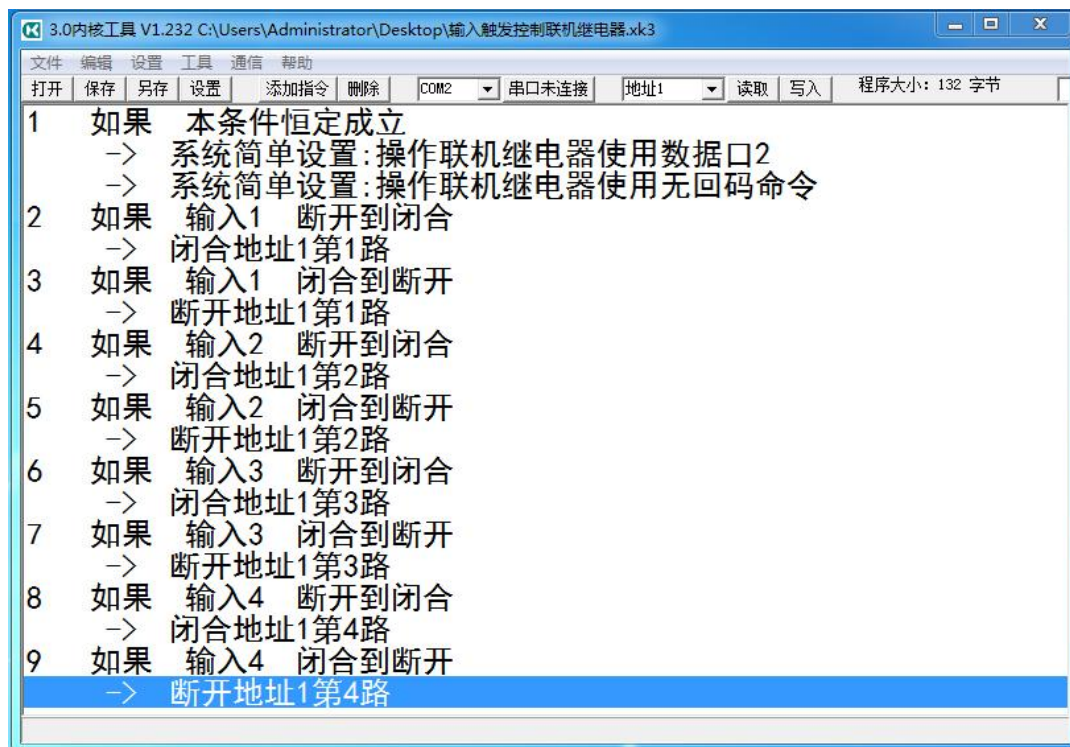 3.0内核工具 V1.232 C:\Users\Administrator\Desktop\输入触发控制联机继电器.xk3
文件 编辑 设置 工具 通信 帮助
打开 保存 另存 设置 添加指令 删除 COM2 串口未连接 地址1 读取 写入 程序大小: 132 字节
1 如果 本条件恒定成立
-> 系统简单设置:操作联机继电器使用数据口2
-> 系统简单设置:操作联机继电器使用无回码命令
2 如果 输入1 断开到闭合
-> 闭合地址1第1路
3 如果 输入1 闭合到断开
-> 断开地址1第1路
4 如果 输入2 断开到闭合
-> 闭合地址1第2路
5 如果 输入2 闭合到断开
-> 断开地址1第2路
6 如果 输入3 断开到闭合
-> 闭合地址1第3路
7 如果 输入3 闭合到断开
-> 断开地址1第3路
8 如果 输入4 断开到闭合
-> 闭合地址1第4路
9 如果 输入4 闭合到断开
-> 断开地址1第4路